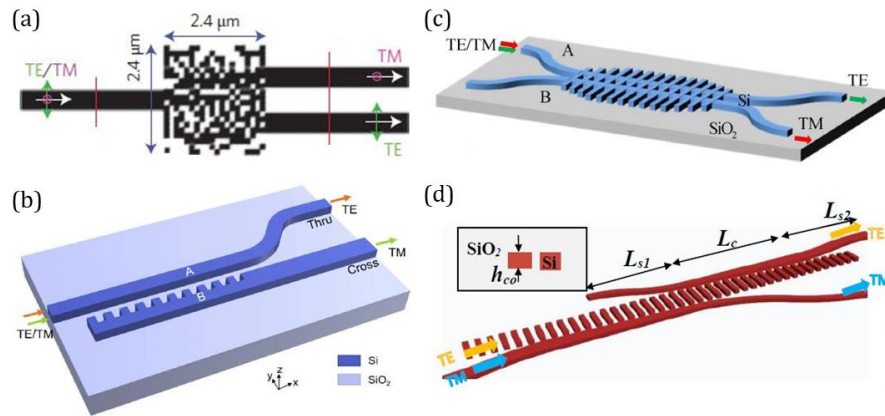 (a)
2.4 μm
2.4 μm
TE/TM
TM
TE
(c)
TE/TM
A
B
Si
SiO2
TE
TM
(b)
A
B
TE
Thru
TM
Cross
TE/TM
y z x
Si
SiO2
(d)
SiO2
hco
Si
Ls1
Lc
Ls2
TE
TM
TE
TM